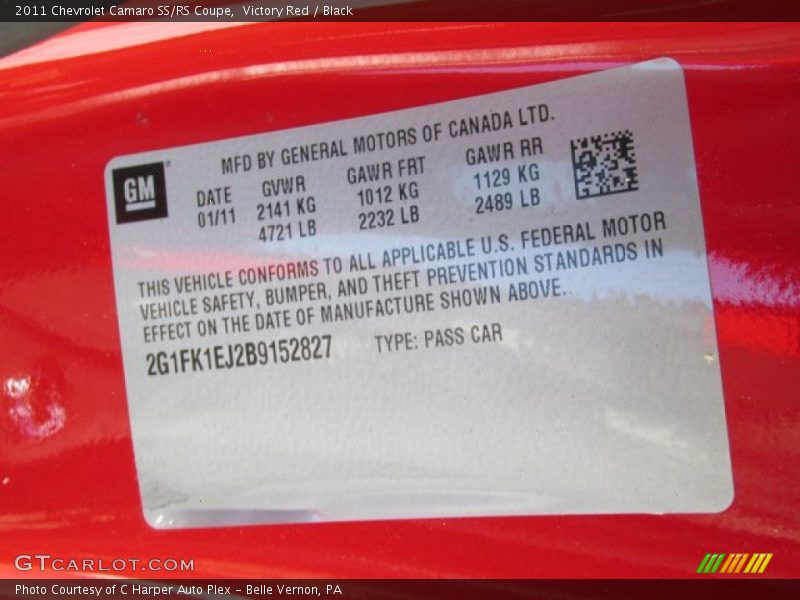 2011 Chevrolet Camaro SS/RS Coupe,  Victory Red / Black
MFD BY GENERAL MOTORS OF CANADA LTD.
GM
DATE GVWR GAWR FRT GAWR RR
01/11 2141 KG 1012 KG 1129 KG
4721 LB 2232 LB 2489 LB
THIS VEHICLE CONFORMS TO ALL APPLICABLE U.S. FEDERAL MOTOR
VEHICLE SAFETY, BUMPER, AND THEFT PREVENTION STANDARDS IN
EFFECT ON THE DATE OF MANUFACTURE SHOWN ABOVE.
2G1FK1EJ2B9152827 TYPE: PASS CAR
GTCARLOT.COM
Photo Courtesy of C Harper Auto Plex - Belle Vernon, PA